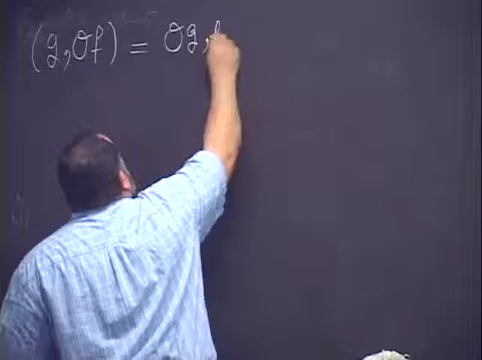 (g, Of) = Og, f